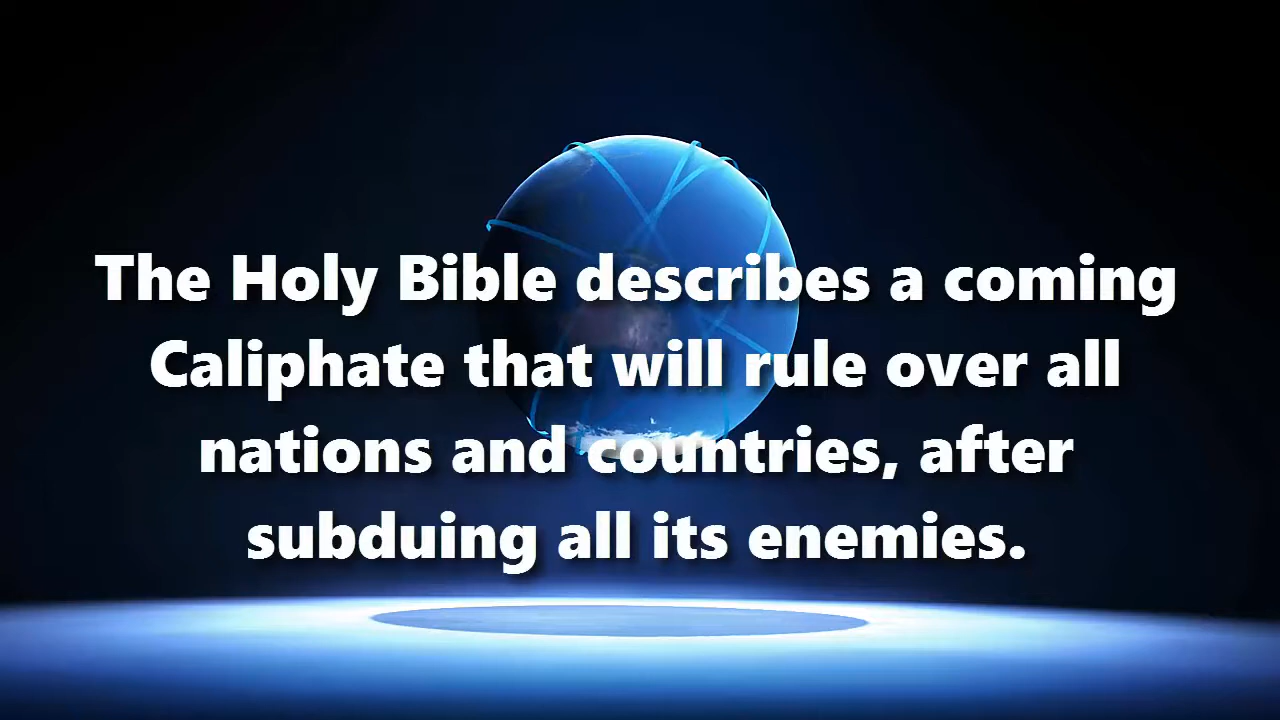 The Holy Bible describes a coming
Caliphate that will rule over all
nations and countries, after
subduing all its enemies.